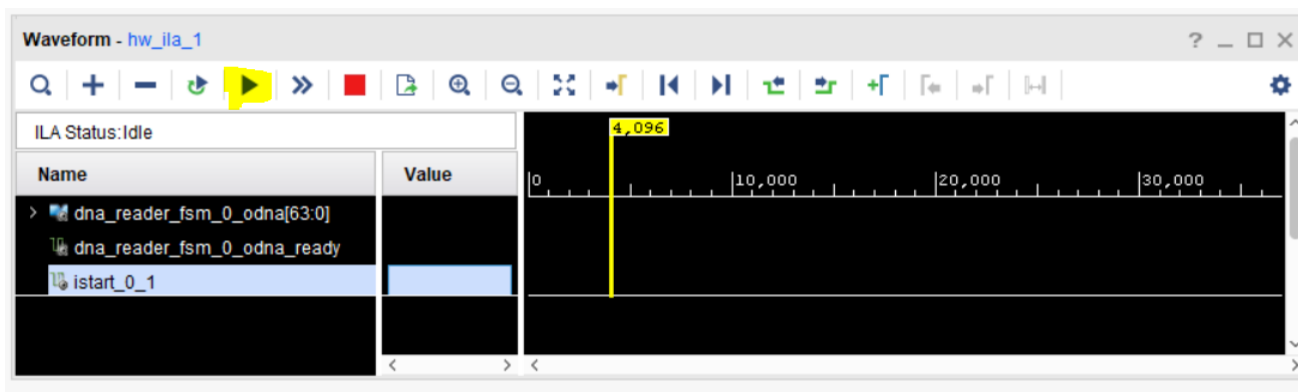 Waveform - hw_ila_1
ILA Status:Idle
Name Value
4,096
0 10,000 20,000 30,000
dna_reader_fsm_0_odna[63:0]
dna_reader_fsm_0_odna_ready
istart_0_1